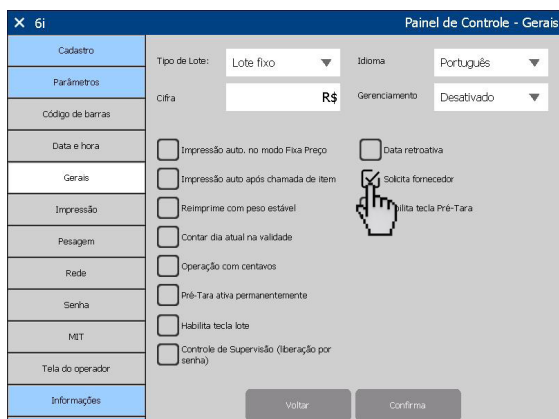 6i
Painel de Controle - Gerais
Cadastro
Parâmetros
Código de barras
Data e hora
Gerais
Impressão
Pesagem
Rede
Senha
MIT
Tela do operador
Informações
Tipo de Lote:
Lote fixo
Idioma
Português
Cifra
R$
Gerenciamento
Desativado
Impressão auto. no modo Fixa Preço
Impressão auto após chamada de item
Reimprime com peso estável
Contar dia atual na validade
Operação com centavos
Pré-Tara ativa permanentemente
Habilita tecla lote
Controle de Supervisão (liberação por
senha)
Data retroativa
Solicita fornecedor
tecla Pré-Tara
Voltar
Confirma